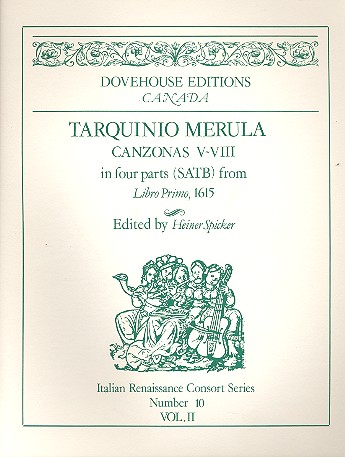 DOVEHOUSE EDITIONS
CANADA
TARQUINIO MERULA
CANZONAS V-VIII
in four parts (SATB) from
Libro Primo, 1615
Edited by Heiner Spicker
Italian Renaissance Consort Series
Number 10
VOL, II